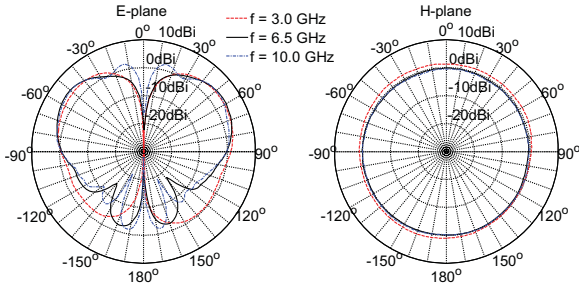 E-plane
f = 3.0 GHz
f = 6.5 GHz
f = 10.0 GHz
H-plane
0° 10dBi
-30° 30°
0dBi
-60° -10dBi 60°
-20dBi
-90° 90°
-120° 120°
-150° 150°
180°
0° 10dBi
-30° 30°
0dBi
-60° -10dBi 60°
-20dBi
-90° 90°
-120° 120°
-150° 150°
180°